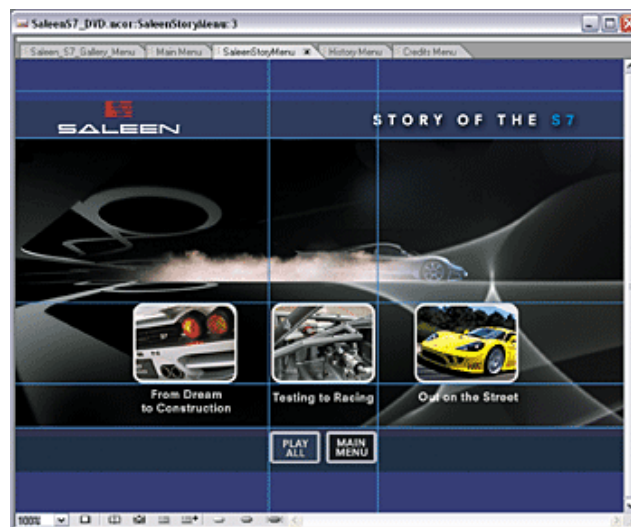 SaleenS7_DVD.ncor:SaleenStoryMenu: 3
Saleen_S7_Gallery_Menu
Main Menu
SaleenStoryMenu
History Menu
Credits Menu
SALEEN
STORY OF THE S7
From Dream
to Construction
Testing to Racing
Out on the Street
PLAY
ALL
MAIN
MENU
100%